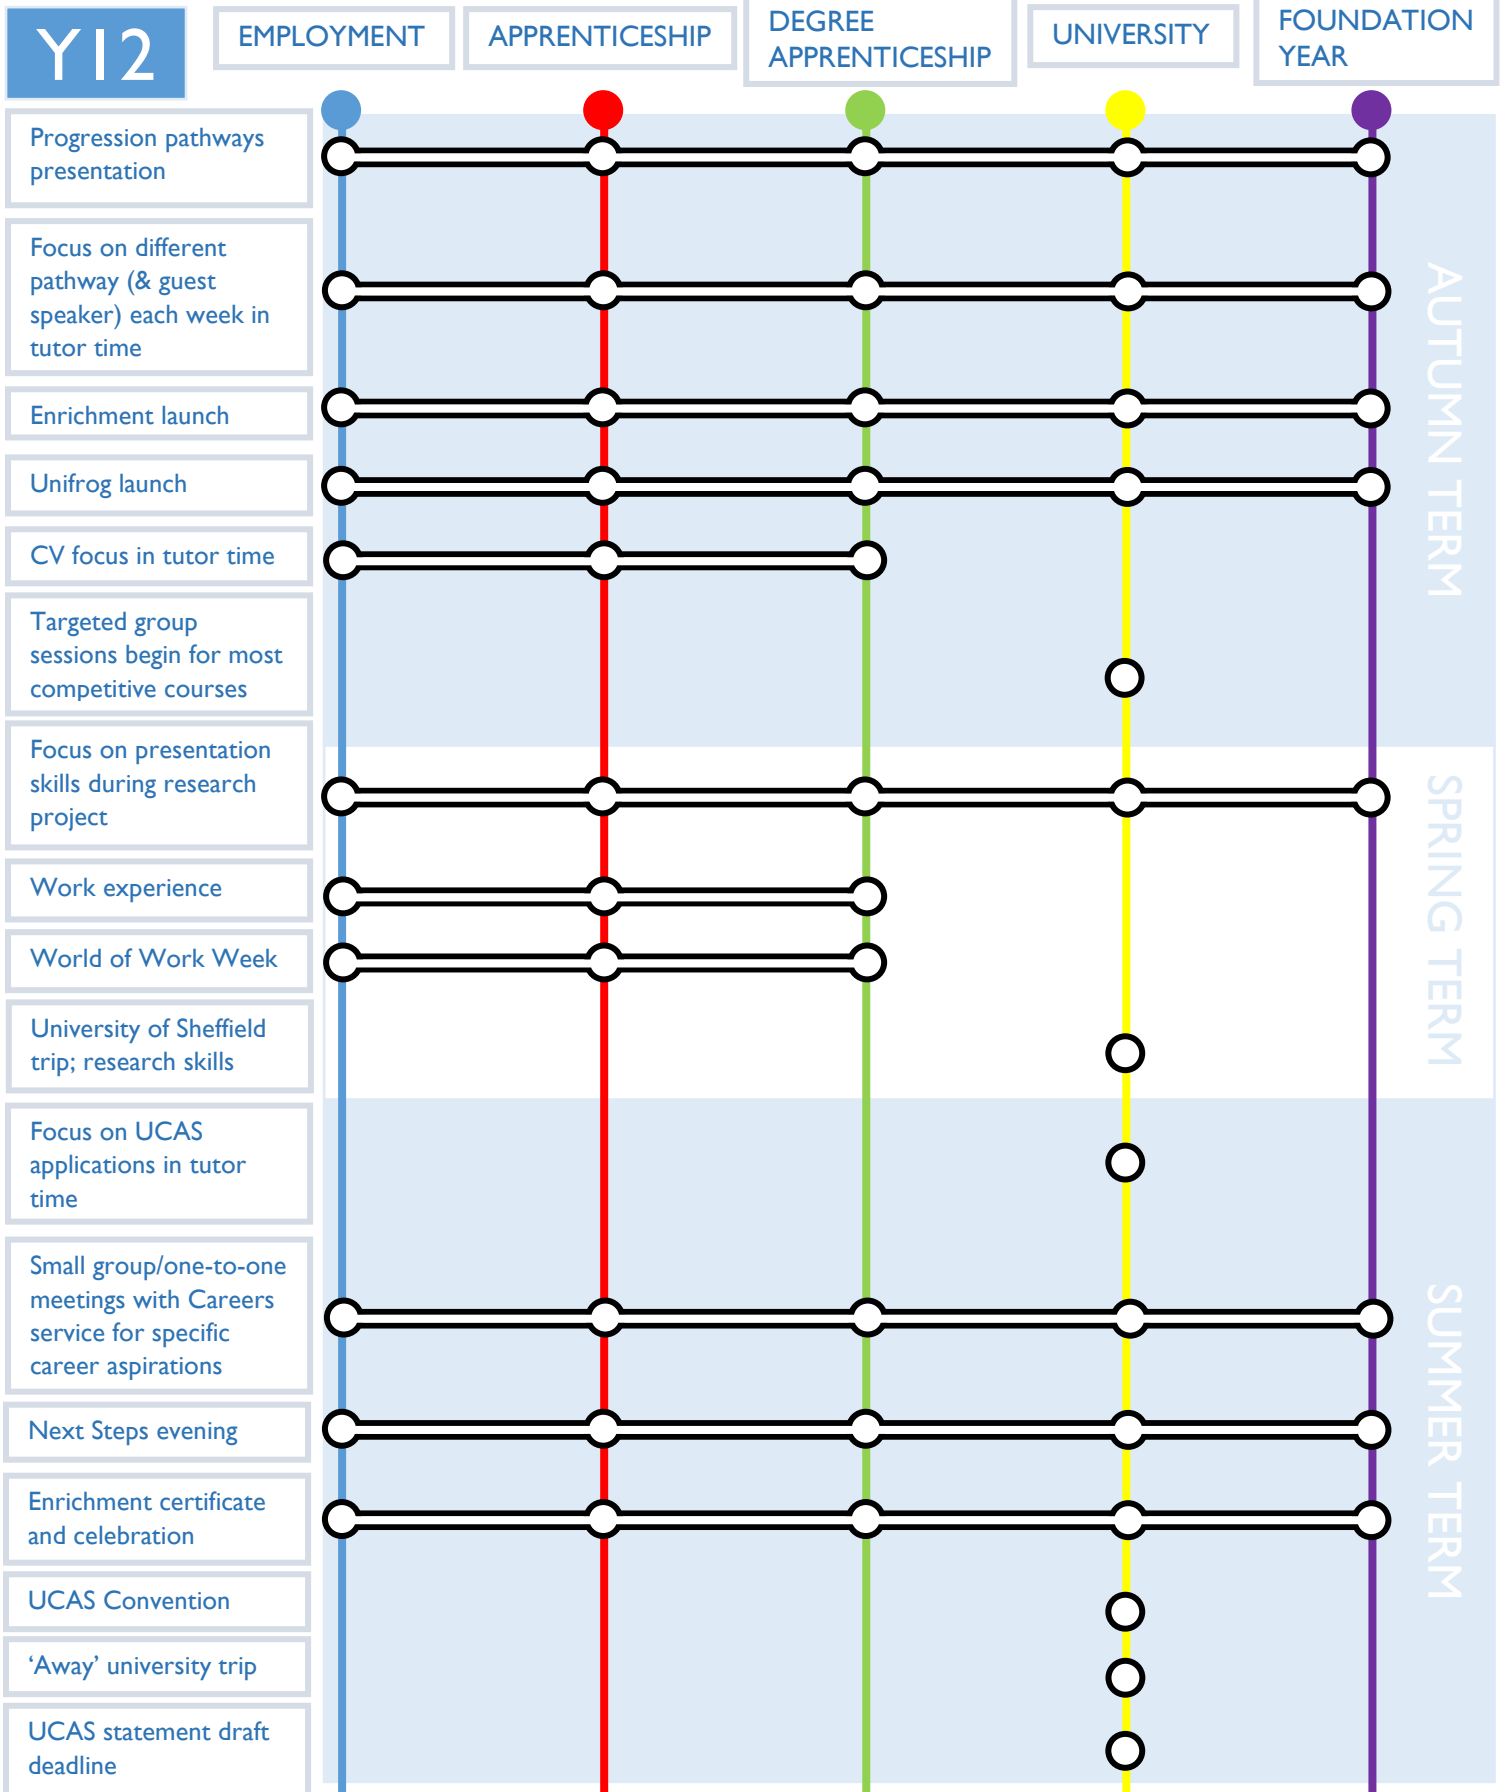 Y12
EMPLOYMENT
APPRENTICESHIP
DEGREE
APPRENTICESHIP
UNIVERSITY
FOUNDATION
YEAR
Progression pathways
presentation
Focus on different
pathway (& guest
speaker) each week in
tutor time
Enrichment launch
Unifrog launch
CV focus in tutor time
Targeted group
sessions begin for most
competitive courses
AUTUMN TERM
Focus on presentation
skills during research
project
Work experience
World of Work Week
University of Sheffield
trip; research skills
SPRING TERM
Focus on UCAS
applications in tutor
time
Small group/one-to-one
meetings with Careers
service for specific
career aspirations
Next Steps evening
Enrichment certificate
and celebration
UCAS Convention
‘Away’ university trip
UCAS statement draft
deadline
SUMMER TERM